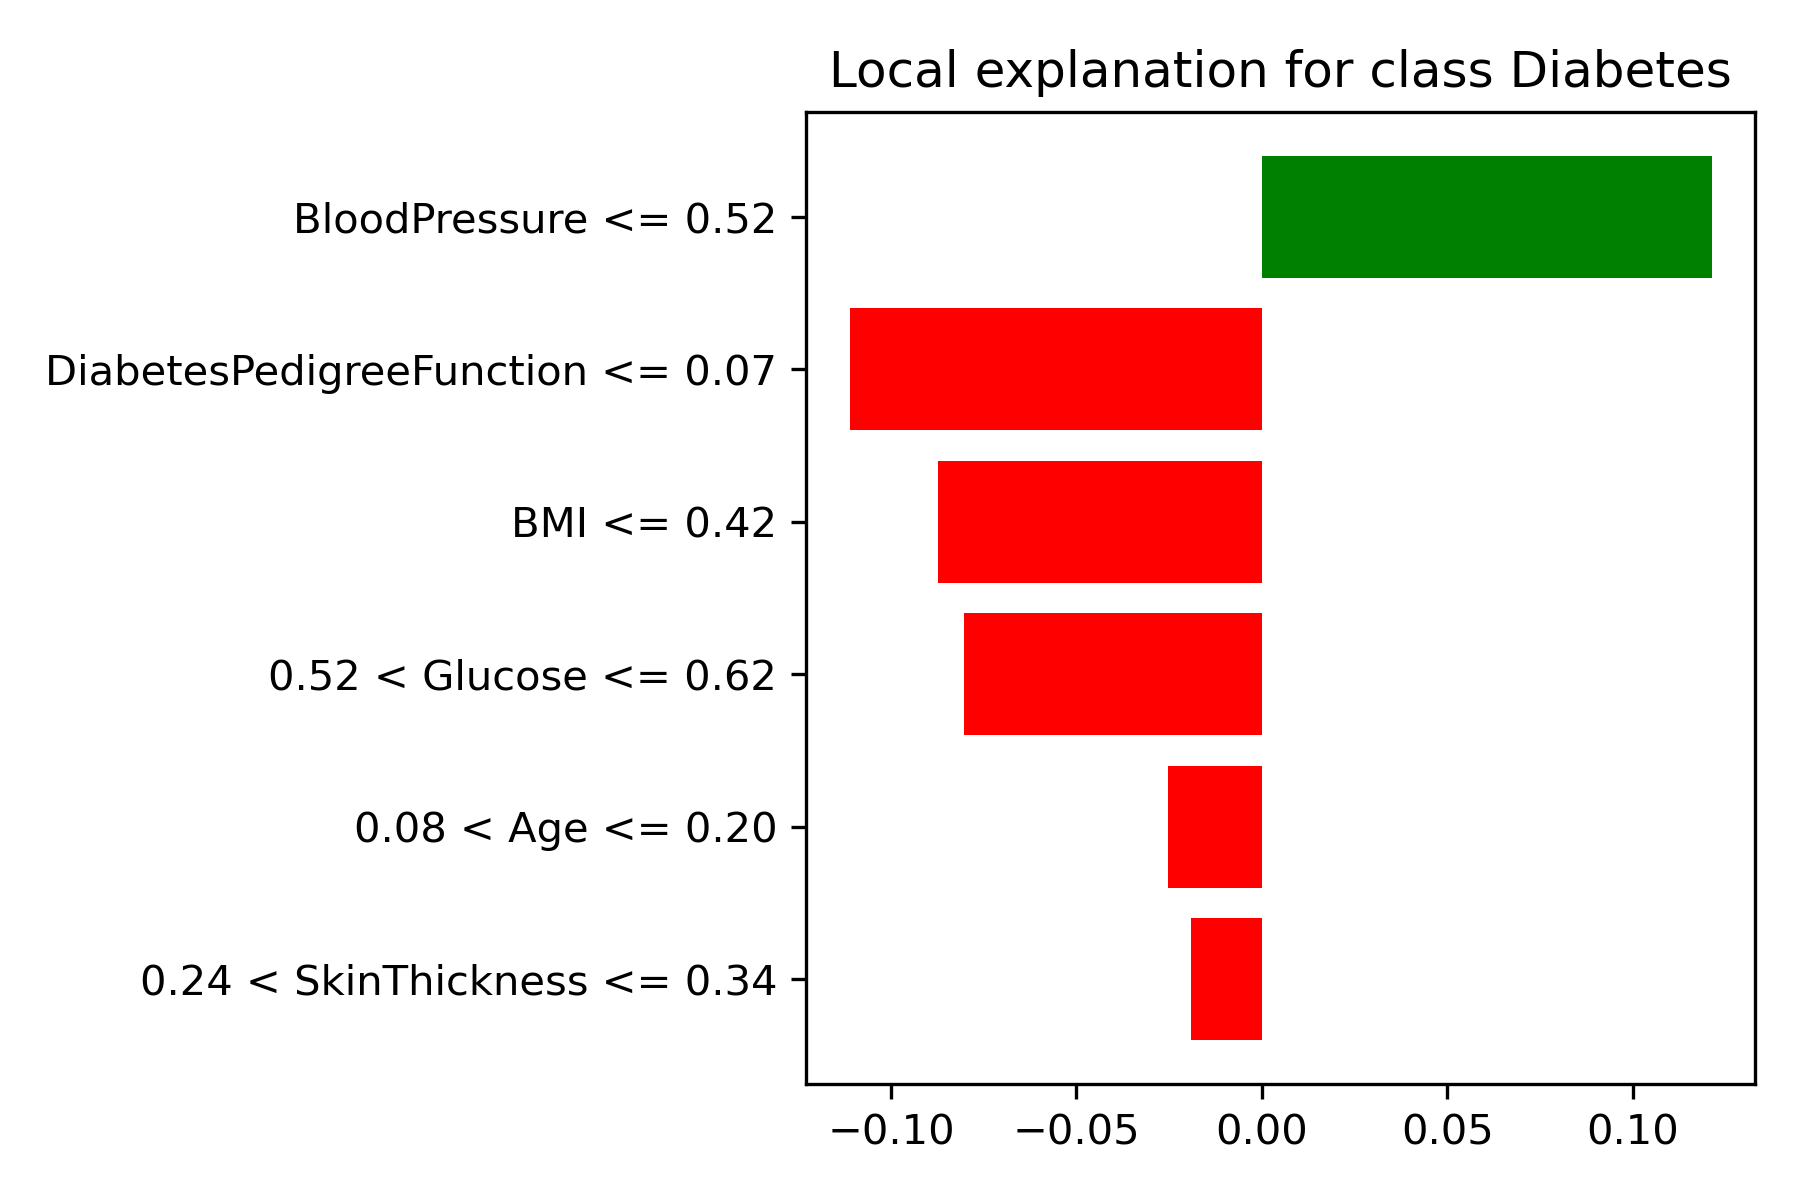 Local explanation for class Diabetes
BloodPressure <= 0.52
DiabetesPedigreeFunction <= 0.07
BMI <= 0.42
0.52 < Glucose <= 0.62
0.08 < Age <= 0.20
0.24 < SkinThickness <= 0.34
−0.10 −0.05 0.00 0.05 0.10